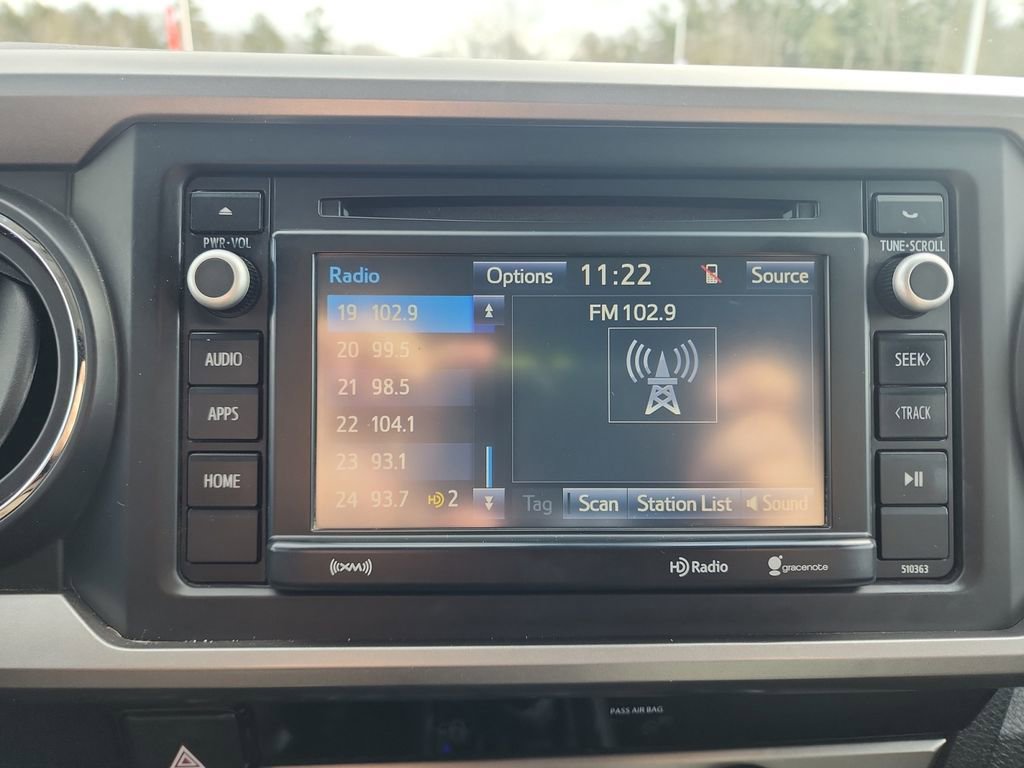 PWR•VOL
AUDIO
APPS
HOME
Radio
Options
11:22
Source
19 102.9
20 99.5
21 98.5
22 104.1
23 93.1
24 93.7 HD 2
FM 102.9
Tag
Scan
Station List
Sound
((XM))
HD Radio
gracenote
TUNE•SCROLL
SEEK>
<TRACK
510363
PASS AIR BAG